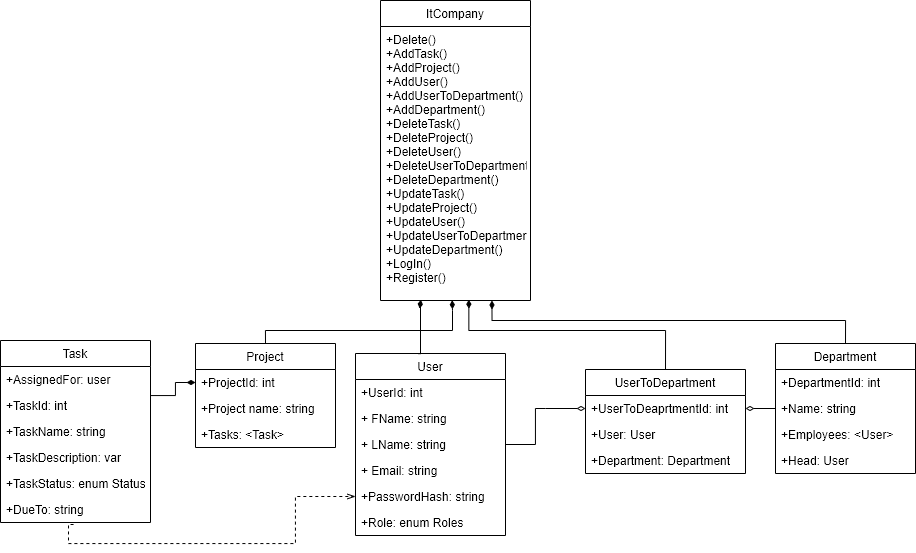 ItCompany
+Delete()
+AddTask()
+AddProject()
+AddUser()
+AddUserToDepartment()
+AddDepartment()
+DeleteTask()
+DeleteProject()
+DeleteUser()
+DeleteUserToDepartment
+DeleteDepartment()
+UpdateTask()
+UpdateProject()
+UpdateUser()
+UpdateUserToDepartmer
+UpdateDepartment()
+LogIn()
+Register()
Task
+AssignedFor: user
+TaskId: int
+TaskName: string
+TaskDescription: var
+TaskStatus: enum Status
+DueTo: string
Project
+ProjectId: int
+Project name: string
+Tasks: <Task>
User
+UserId: int
+ FName: string
+ LName: string
+ Email: string
+PasswordHash: string
+Role: enum Roles
UserToDepartment
+UserToDeaprtmentId: int
+User: User
+Department: Department
Department
+DepartmentId: int
+Name: string
+Employees: <User>
+Head: User